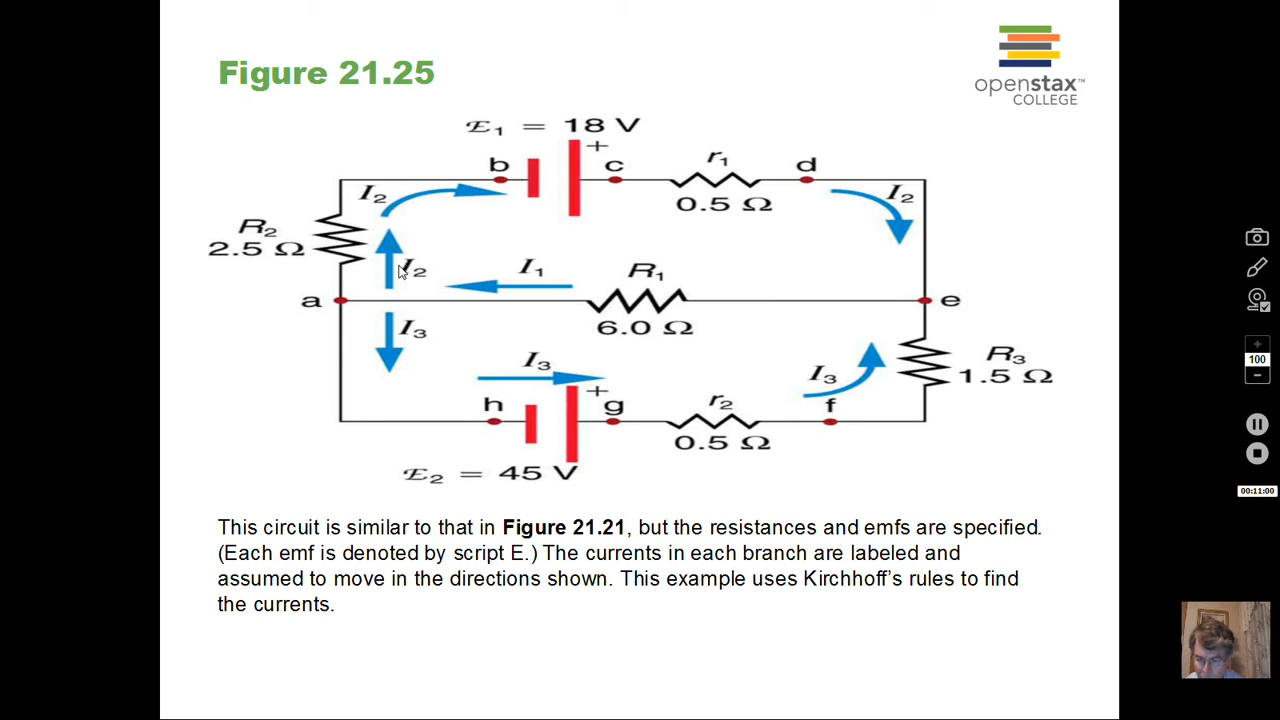 Figure 21.25
openstax™
COLLEGE
ℰ₁ = 18 V
b
+
c
r₁
d
0.5 Ω
I₂
I₂
R₂
2.5 Ω
I₂
I₁
R₁
a
e
6.0 Ω
I₃
I₃
I₃
R₃
1.5 Ω
h
+
g
r₂
f
0.5 Ω
ℰ₂ = 45 V
This circuit is similar to that in Figure 21.21, but the resistances and emfs are specified.
(Each emf is denoted by script E.) The currents in each branch are labeled and
assumed to move in the directions shown. This example uses Kirchhoff's rules to find
the currents.
+
100
−
00:11:00